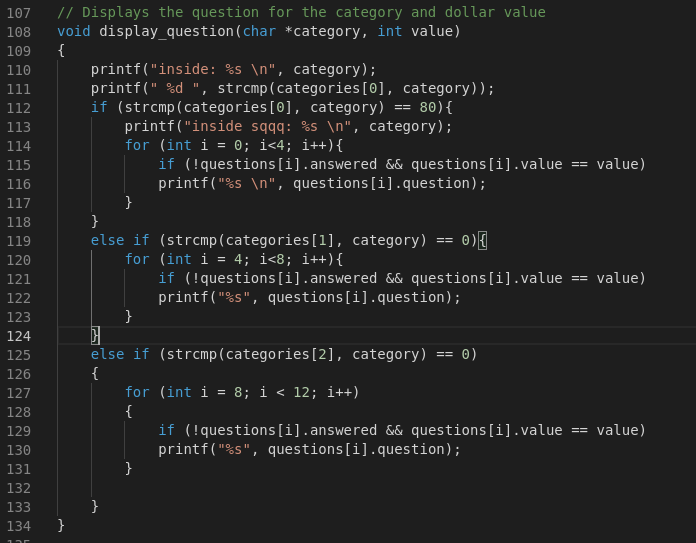 107 // Displays the question for the category and dollar value
108 void display_question(char *category, int value)
109 {
110     printf("inside: %s \n", category);
111     printf(" %d ", strcmp(categories[0], category));
112     if (strcmp(categories[0], category) == 80){
113         printf("inside sqqq: %s \n", category);
114         for (int i = 0; i<4; i++){
115             if (!questions[i].answered && questions[i].value == value)
116             printf("%s \n", questions[i].question);
117         }
118     }
119     else if (strcmp(categories[1], category) == 0){
120         for (int i = 4; i<8; i++){
121             if (!questions[i].answered && questions[i].value == value)
122             printf("%s", questions[i].question);
123         }
124     }
125     else if (strcmp(categories[2], category) == 0)
126     {
127         for (int i = 8; i < 12; i++)
128         {
129             if (!questions[i].answered && questions[i].value == value)
130             printf("%s", questions[i].question);
131         }
132
133     }
134 }